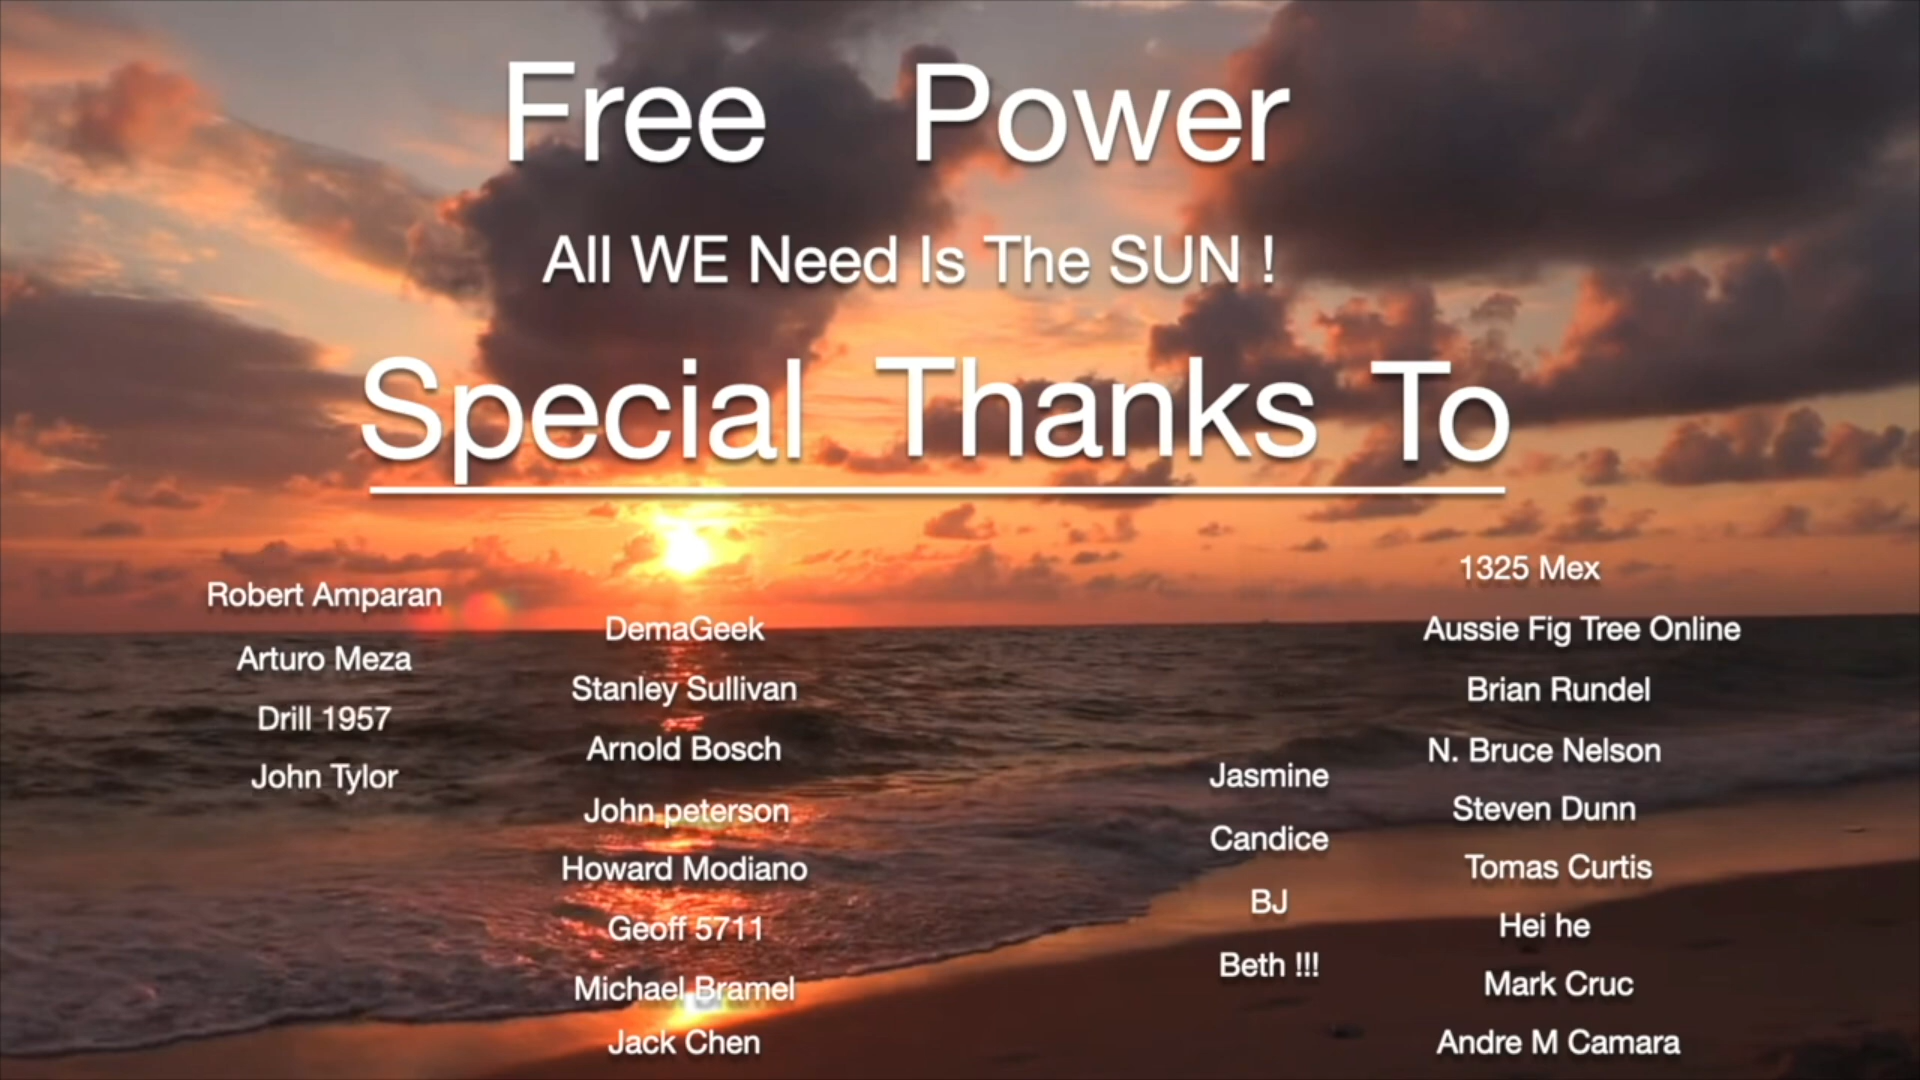 Free Power
All WE Need Is The SUN !
Special Thanks To
Robert Amparan
Arturo Meza
Drill 1957
John Tylor
DemaGeek
Stanley Sullivan
Arnold Bosch
John peterson
Howard Modiano
Geoff 5711
Michael Bramel
Jack Chen
Jasmine
Candice
BJ
Beth !!!
1325 Mex
Aussie Fig Tree Online
Brian Rundel
N. Bruce Nelson
Steven Dunn
Tomas Curtis
Hei he
Mark Cruc
Andre M Camara